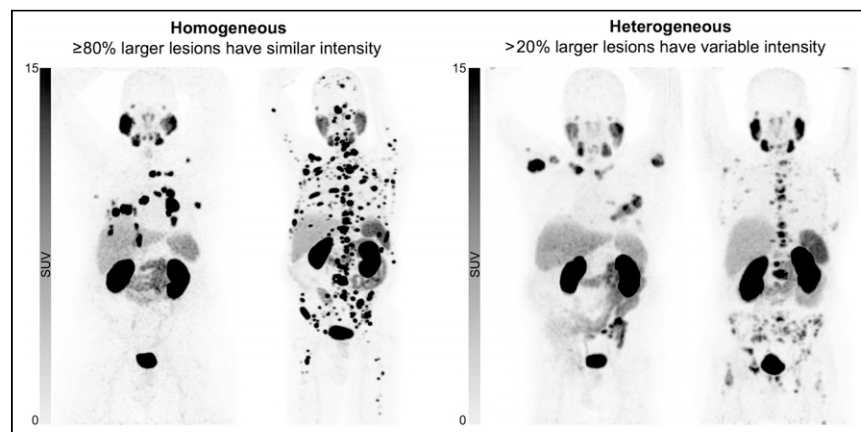 Homogeneous
≥80% larger lesions have similar intensity
Heterogeneous
>20% larger lesions have variable intensity
15
SUV
0
15
SUV
0